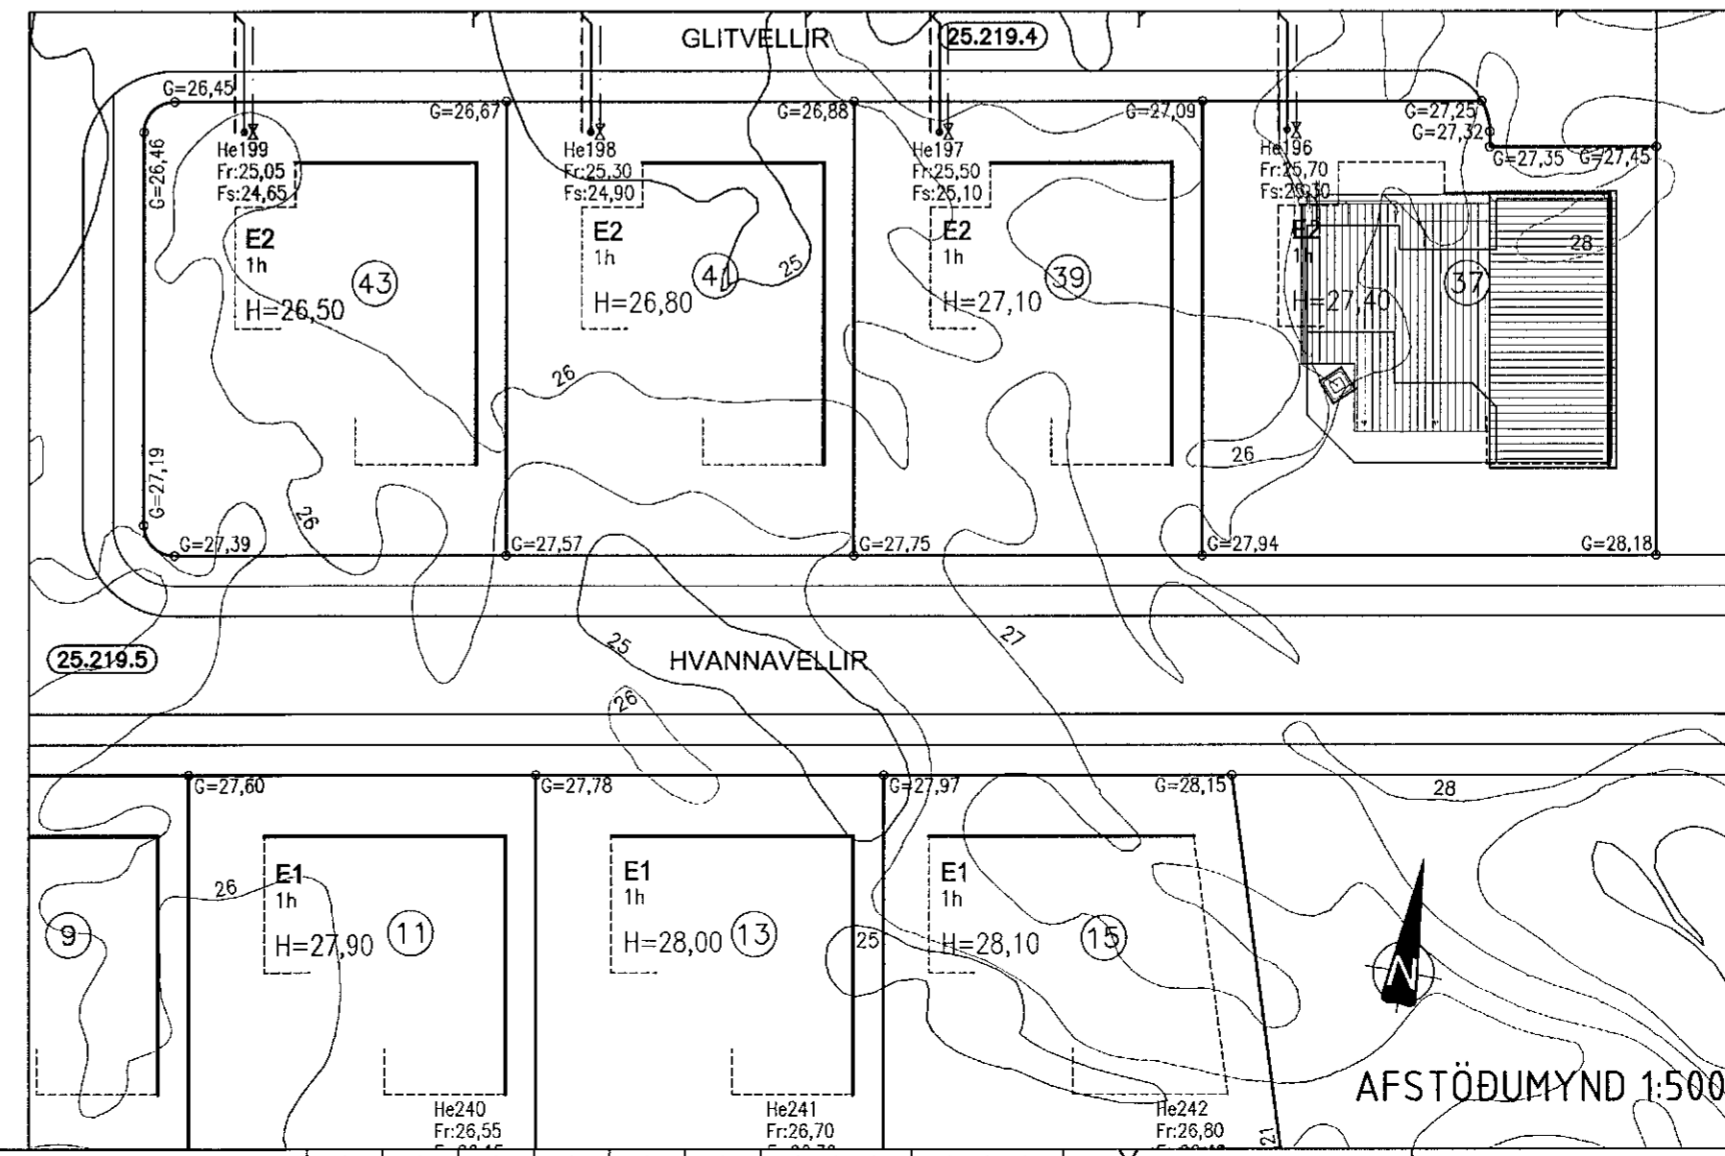 GLITVELLIR
25.219.4
G=26,45
G=26,67
G=26,88
G=27,09
G=27,25
G=27,32
G=27,35
G=27,45
G=26,46
He199
Fr:25,05
Fs:24,65
He198
Fr:25,30
Fs:24,90
He197
Fr:25,50
Fs:25,10
He196
Fr:25,70
E2
1h
H=26,50
43
E2
1h
H=26,80
25
E2
1h
H=27,10
39
E2
1h
H=27,40
37
28
26
26
26
G=27,19
G=27,39
G=27,57
G=27,75
G=27,94
G=28,18
25.219.5
25
HVANNAVELLIR
27
26
G=27,60
G=27,78
G=27,97
G=28,15
28
9
26
E1
1h
H=27,90
11
E1
1h
H=28,00
13
25
E1
1h
H=28,10
15
N
AFSTÖÐUMYND 1:500
He240
Fr:26,55
He241
Fr:26,70
He242
Fr:26,80
21